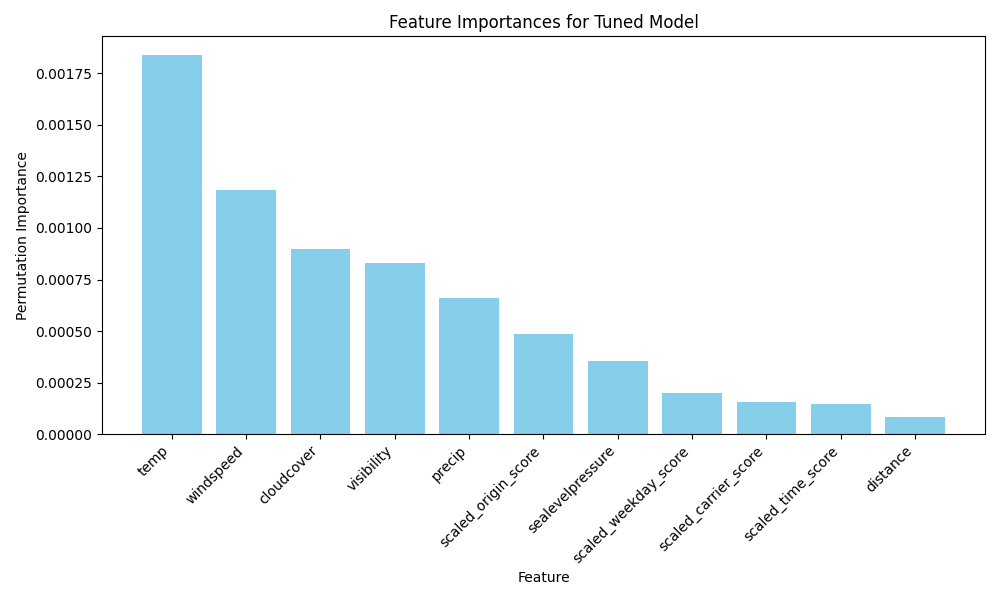 Feature Importances for Tuned Model
Permutation Importance
0.00175
0.00150
0.00125
0.00100
0.00075
0.00050
0.00025
0.00000
temp
windspeed
cloudcover
visibility
precip
scaled_origin_score
sealevelpressure
scaled_weekday_score
scaled_carrier_score
scaled_time_score
distance
Feature